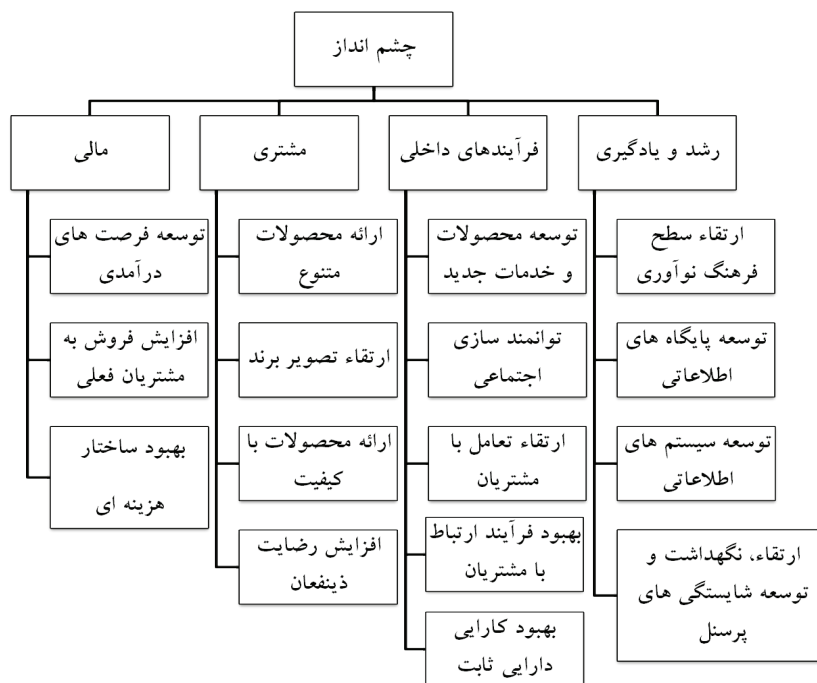 چشم انداز
رشد و یادگیری
ارتقاء سطح
فرهنگ نوآوری
توسعه پایگاه های
اطلاعاتی
توسعه سیستم های
اطلاعاتی
ارتقاء، نگهداشت و
توسعه شایستگی های
پرسنل
فرآیندهای داخلی
توسعه محصولات
و خدمات جدید
توانمند سازی
اجتماعی
ارتقاء تعامل با
مشتریان
بهبود فرآیند ارتباط
با مشتریان
بهبود کارایی
دارایی ثابت
مشتری
ارائه محصولات
متنوع
ارتقاء تصویر برند
ارائه محصولات با
کیفیت
افزایش رضایت
ذینفعان
مالی
توسعه فرصت های
درآمدی
افزایش فروش به
مشتریان فعلی
بهبود ساختار
هزینه ای